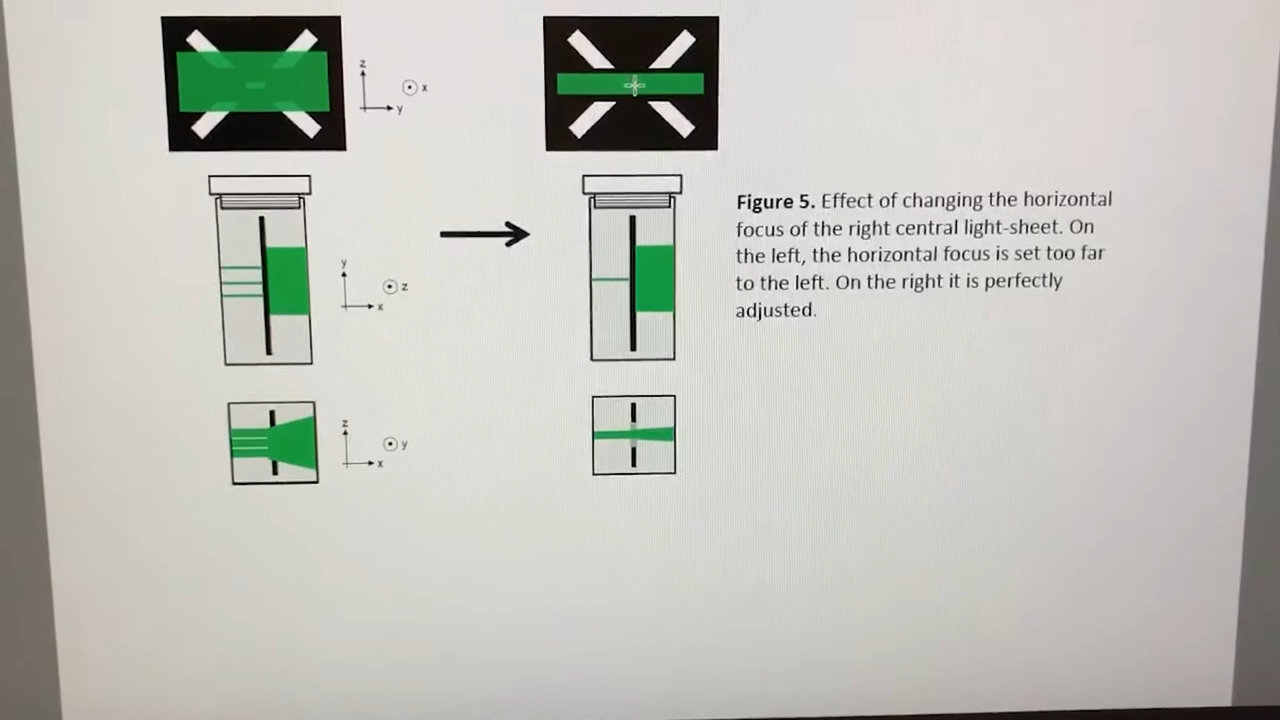 z
x
y
Figure 5. Effect of changing the horizontal
focus of the right central light-sheet. On
the left, the horizontal focus is set too far
to the left. On the right it is perfectly
adjusted.
y
z
x
z
y
x